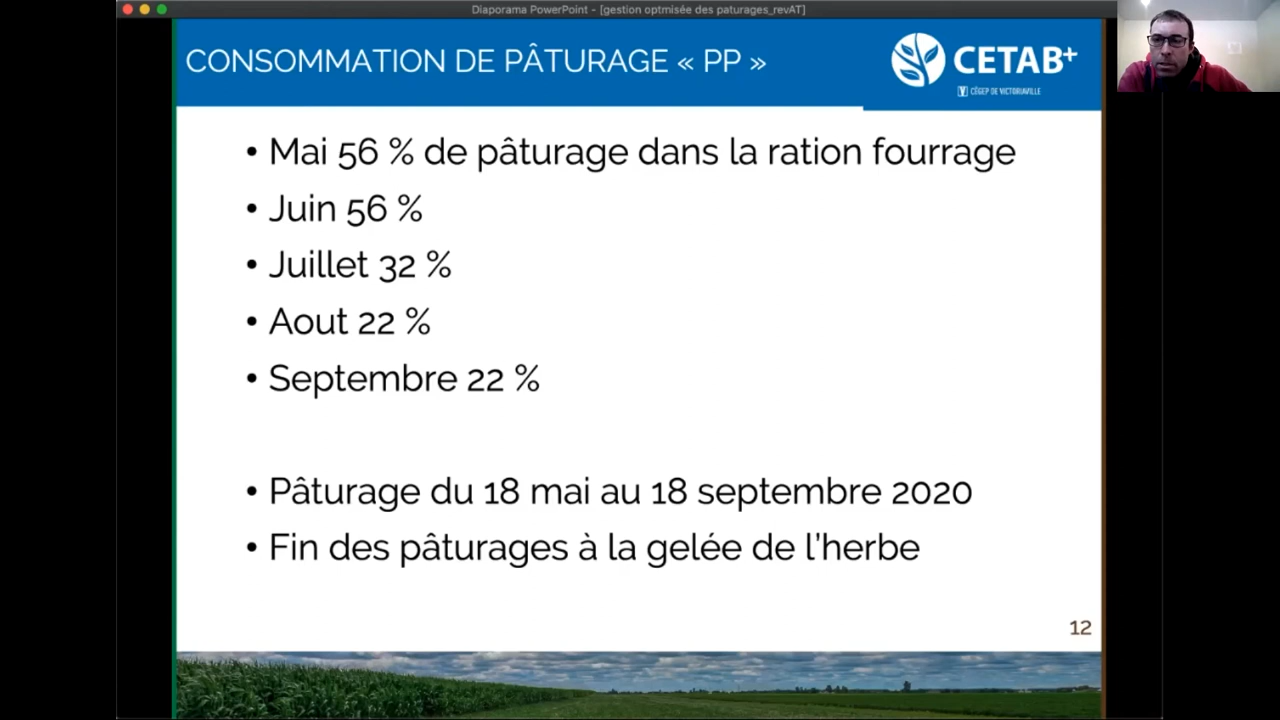 Diaporama PowerPoint - [gestion optmisée des paturages_revAT]
CONSOMMATION DE PÂTURAGE « PP »
CETAB+
CÉGEP DE VICTORIAVILLE
• Mai 56 % de pâturage dans la ration fourrage
• Juin 56 %
• Juillet 32 %
• Aout 22 %
• Septembre 22 %
• Pâturage du 18 mai au 18 septembre 2020
• Fin des pâturages à la gelée de l’herbe
12